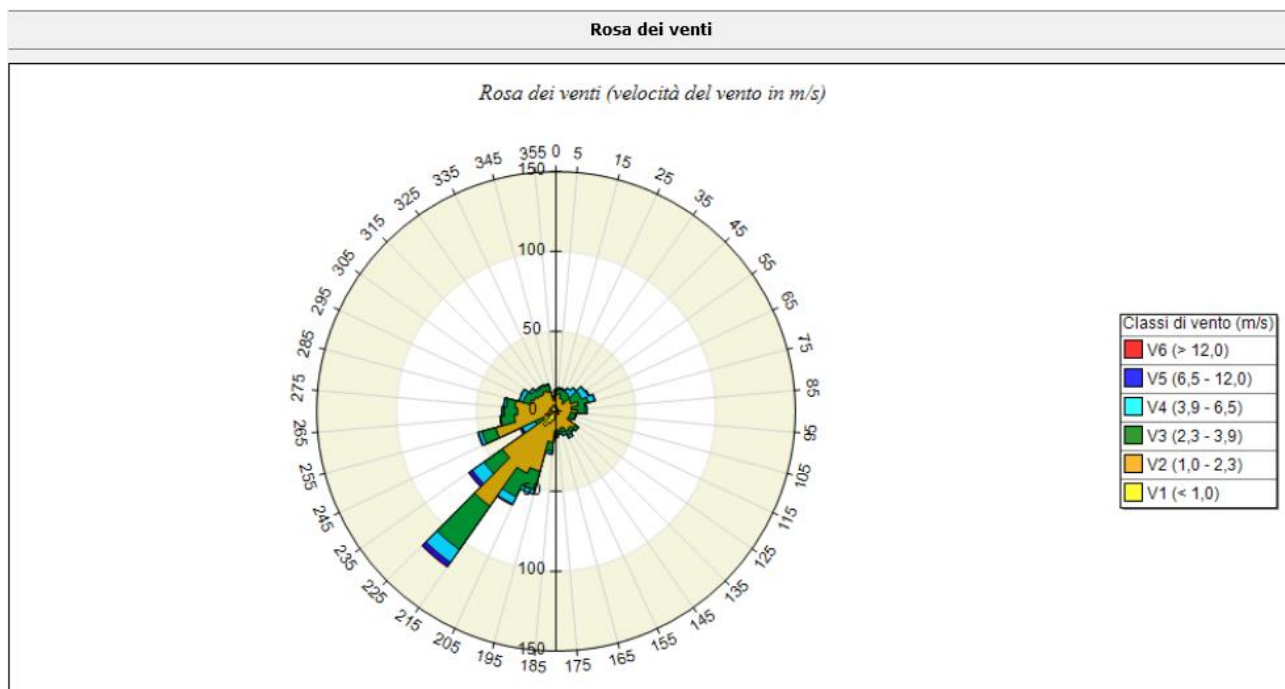 Rosa dei venti
Rosa dei venti (velocità del vento in m/s)
355 0 5
345 15
335 25
325 35
315 45
305 55
295 65
285 75
275 85
265 95
255 105
245 115
235 125
225 135
215 145
205 155
195 165
185 175
150
100
50
0
50
100
150
Classi di vento (m/s)
V6 (> 12,0)
V5 (6,5 - 12,0)
V4 (3,9 - 6,5)
V3 (2,3 - 3,9)
V2 (1,0 - 2,3)
V1 (< 1,0)